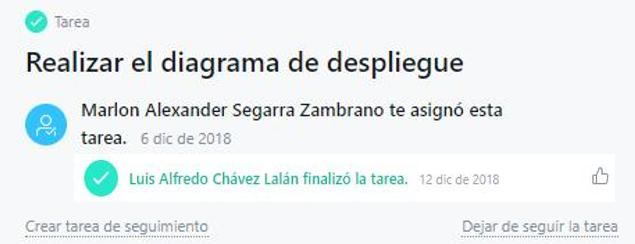 Tarea
Realizar el diagrama de despliegue
Marlon Alexander Segarra Zambrano te asignó esta
tarea. 6 dic de 2018
Luis Alfredo Chávez Lalán finalizó la tarea. 12 dic de 2018
Crear tarea de seguimiento Dejar de seguir la tarea